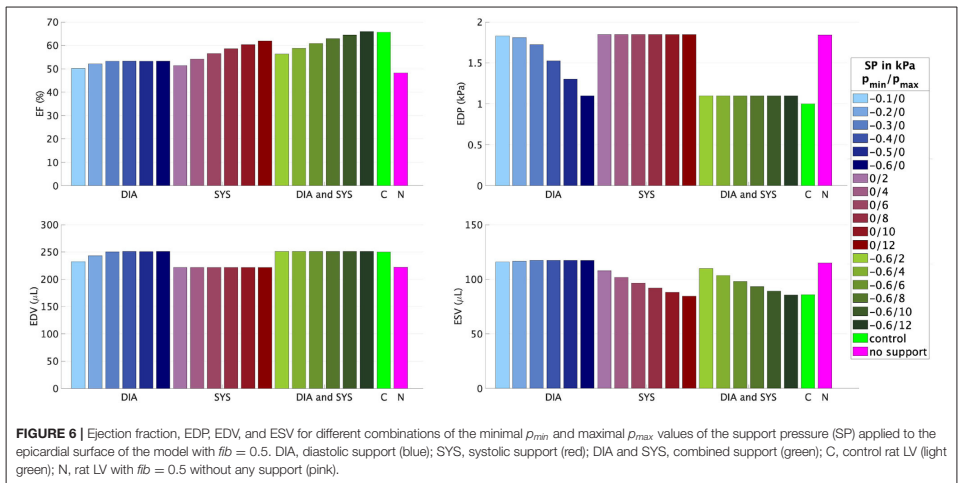 70
60
50
40
30
20
10
0
EF (%)
DIA SYS DIA and SYS C N
2
1.5
1
0.5
0
EDP (kPa)
DIA SYS DIA and SYS C N
300
250
200
150
100
50
0
EDV (μL)
DIA SYS DIA and SYS C N
150
100
50
0
ESV (μL)
DIA SYS DIA and SYS C N
SP in kPa
p_min/p_max
-0.1/0
-0.2/0
-0.3/0
-0.4/0
-0.5/0
-0.6/0
0/2
0/4
0/6
0/8
0/10
0/12
-0.6/2
-0.6/4
-0.6/6
-0.6/8
-0.6/10
-0.6/12
control
no support
FIGURE 6 | Ejection fraction, EDP, EDV, and ESV for different combinations of the minimal p_min and maximal p_max values of the support pressure (SP) applied to the
epicardial surface of the model with fib = 0.5. DIA, diastolic support (blue); SYS, systolic support (red); DIA and SYS, combined support (green); C, control rat LV (light
green); N, rat LV with fib = 0.5 without any support (pink).